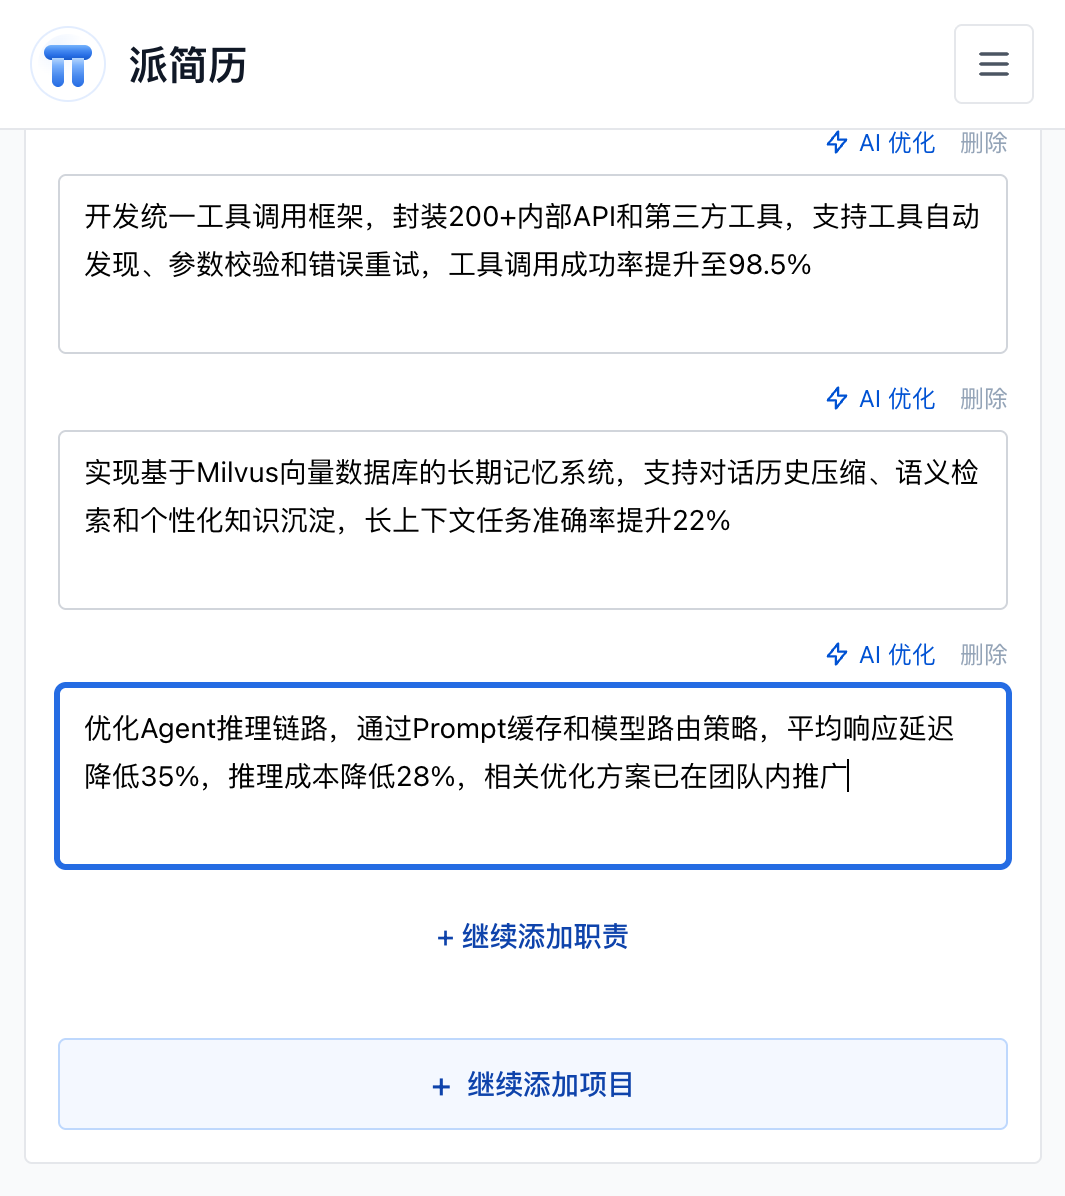 派简历
AI 优化 删除
开发统一工具调用框架，封装200+内部API和第三方工具，支持工具自动
发现、参数校验和错误重试，工具调用成功率提升至98.5%
AI 优化 删除
实现基于Milvus向量数据库的长期记忆系统，支持对话历史压缩、语义检
索和个性化知识沉淀，长上下文任务准确率提升22%
AI 优化 删除
优化Agent推理链路，通过Prompt缓存和模型路由策略，平均响应延迟
降低35%，推理成本降低28%，相关优化方案已在团队内推广
+ 继续添加职责
+ 继续添加项目